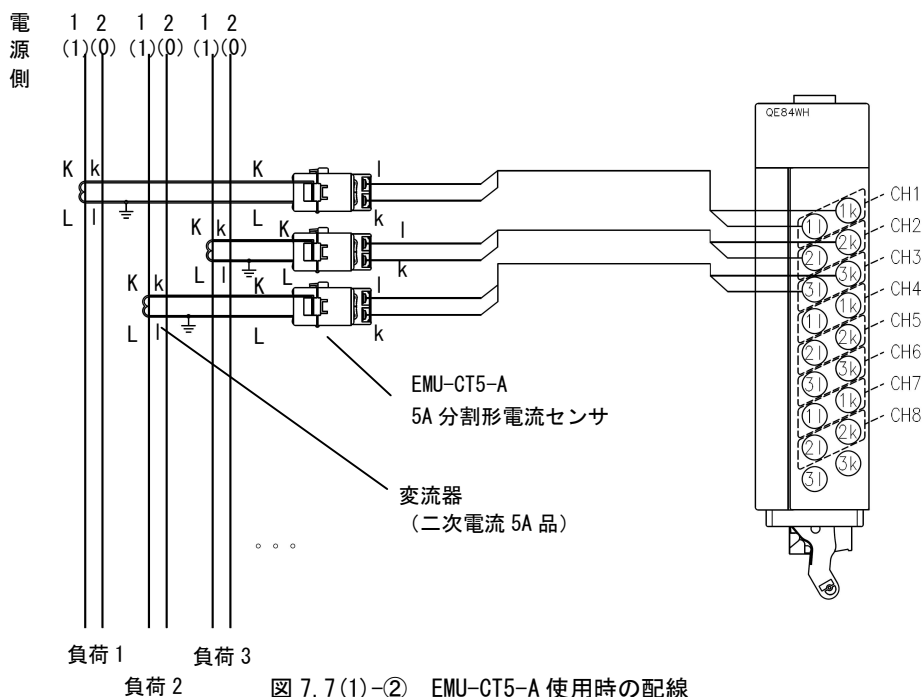 電源側
1 2 1 2 1 2
(1)(0) (1)(0) (1)(0)
QE84WH
K k K l
L l L k
K k K l
L l L k
K k K l
L l L k
1k
1l
2k
2l
3k
3l
1k
1l
2k
2l
3k
3l
1k
1l
2k
2l
3k
3l
CH1
CH2
CH3
CH4
CH5
CH6
CH7
CH8
EMU-CT5-A
5A 分割形電流センサ
変流器
(二次電流 5A 品)
。。。
負荷 1
負荷 3
負荷 2
図 7.7(1)-② EMU-CT5-A 使用時の配線